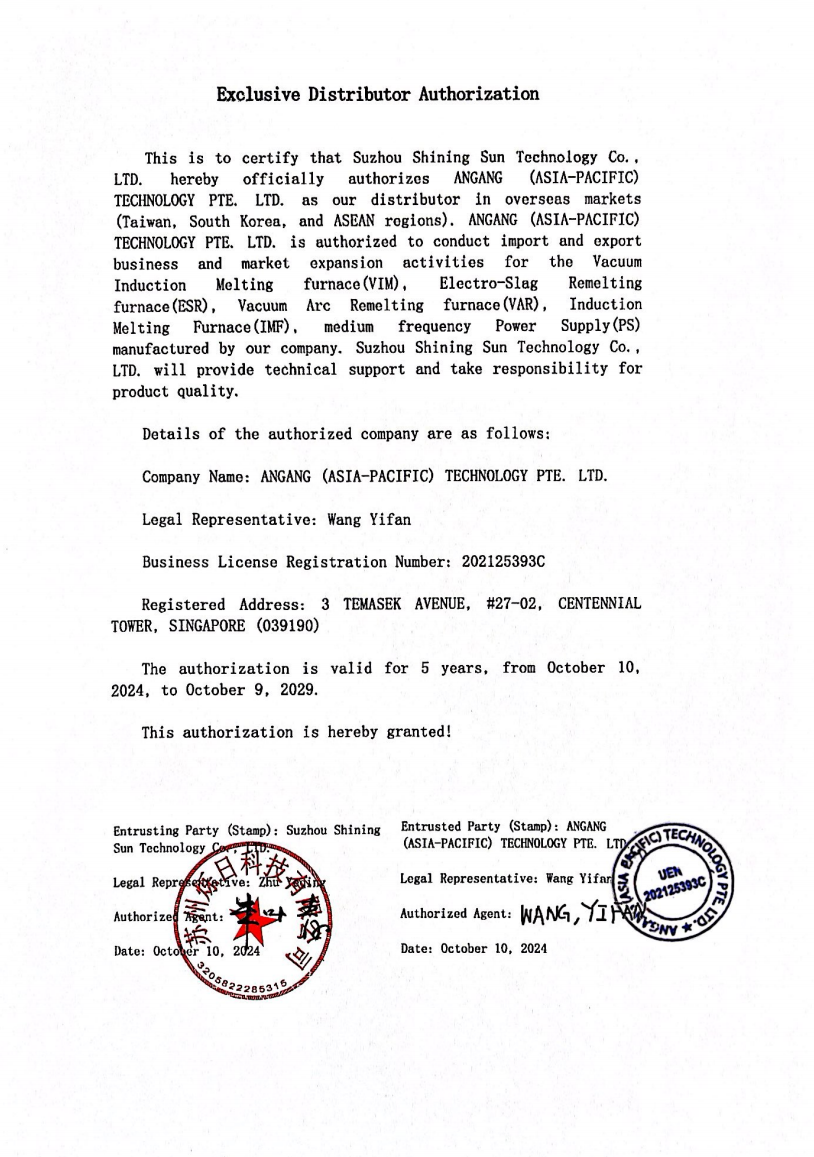 Exclusive Distributor Authorization
This is to certify that Suzhou Shining Sun Technology Co.,
LTD. hereby officially authorizes ANGANG (ASIA-PACIFIC)
TECHNOLOGY PTE. LTD. as our distributor in overseas markets
(Taiwan, South Korea, and ASEAN regions). ANGANG (ASIA-PACIFIC)
TECHNOLOGY PTE. LTD. is authorized to conduct import and export
business and market expansion activities for the Vacuum
Induction Melting furnace(VIM), Electro-Slag Remelting
furnace(ESR), Vacuum Arc Remelting furnace(VAR), Induction
Melting Furnace(IMF), medium frequency Power Supply(PS)
manufactured by our company. Suzhou Shining Sun Technology Co.,
LTD. will provide technical support and take responsibility for
product quality.
Details of the authorized company are as follows:
Company Name: ANGANG (ASIA-PACIFIC) TECHNOLOGY PTE. LTD.
Legal Representative: Wang Yifan
Business License Registration Number: 202125393C
Registered Address: 3 TEMASEK AVENUE, #27-02, CENTENNIAL
TOWER, SINGAPORE (039190)
The authorization is valid for 5 years, from October 10,
2024, to October 9, 2029.
This authorization is hereby granted!
Entrusting Party (Stamp): Suzhou Shining
Sun Technology Co., LTD.
Legal Representative: Zhu
Authorized Agent:
Date: October 10, 2024
苏州炼日科技有限公司
3205822285315
Entrusted Party (Stamp): ANGANG
(ASIA-PACIFIC) TECHNOLOGY PTE. LTD
Legal Representative: Wang Yifan
Authorized Agent: WANG, YIFAN
Date: October 10, 2024
ANGANG (ASIA PACIFIC) TECHNOLOGY PTE. LTD.
UEN
202125393C